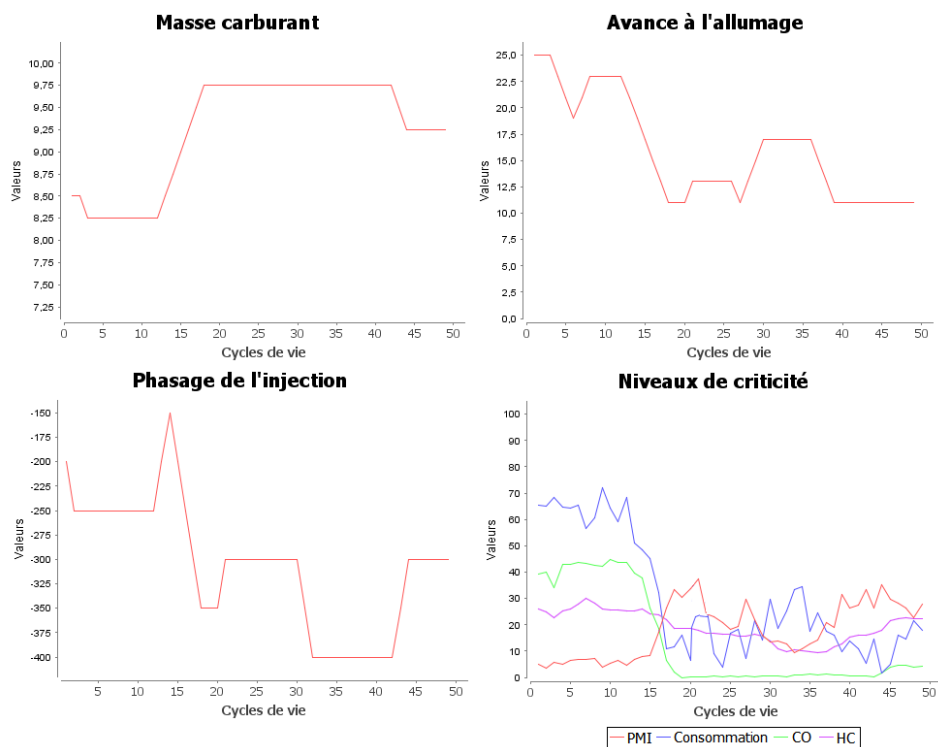 Masse carburant
10,00
9,75
9,50
9,25
9,00
8,75
8,50
8,25
8,00
7,75
7,50
7,25
Valeurs
0 5 10 15 20 25 30 35 40 45 50
Cycles de vie
Avance à l'allumage
25,0
22,5
20,0
17,5
15,0
12,5
10,0
7,5
5,0
2,5
0,0
Valeurs
0 5 10 15 20 25 30 35 40 45 50
Cycles de vie
Phasage de l'injection
-150
-175
-200
-225
-250
-275
-300
-325
-350
-375
-400
Valeurs
5 10 15 20 25 30 35 40 45 50
Cycles de vie
Niveaux de criticité
100
90
80
70
60
50
40
30
20
10
0
Valeurs
0 5 10 15 20 25 30 35 40 45 50
Cycles de vie
PMI Consommation CO HC